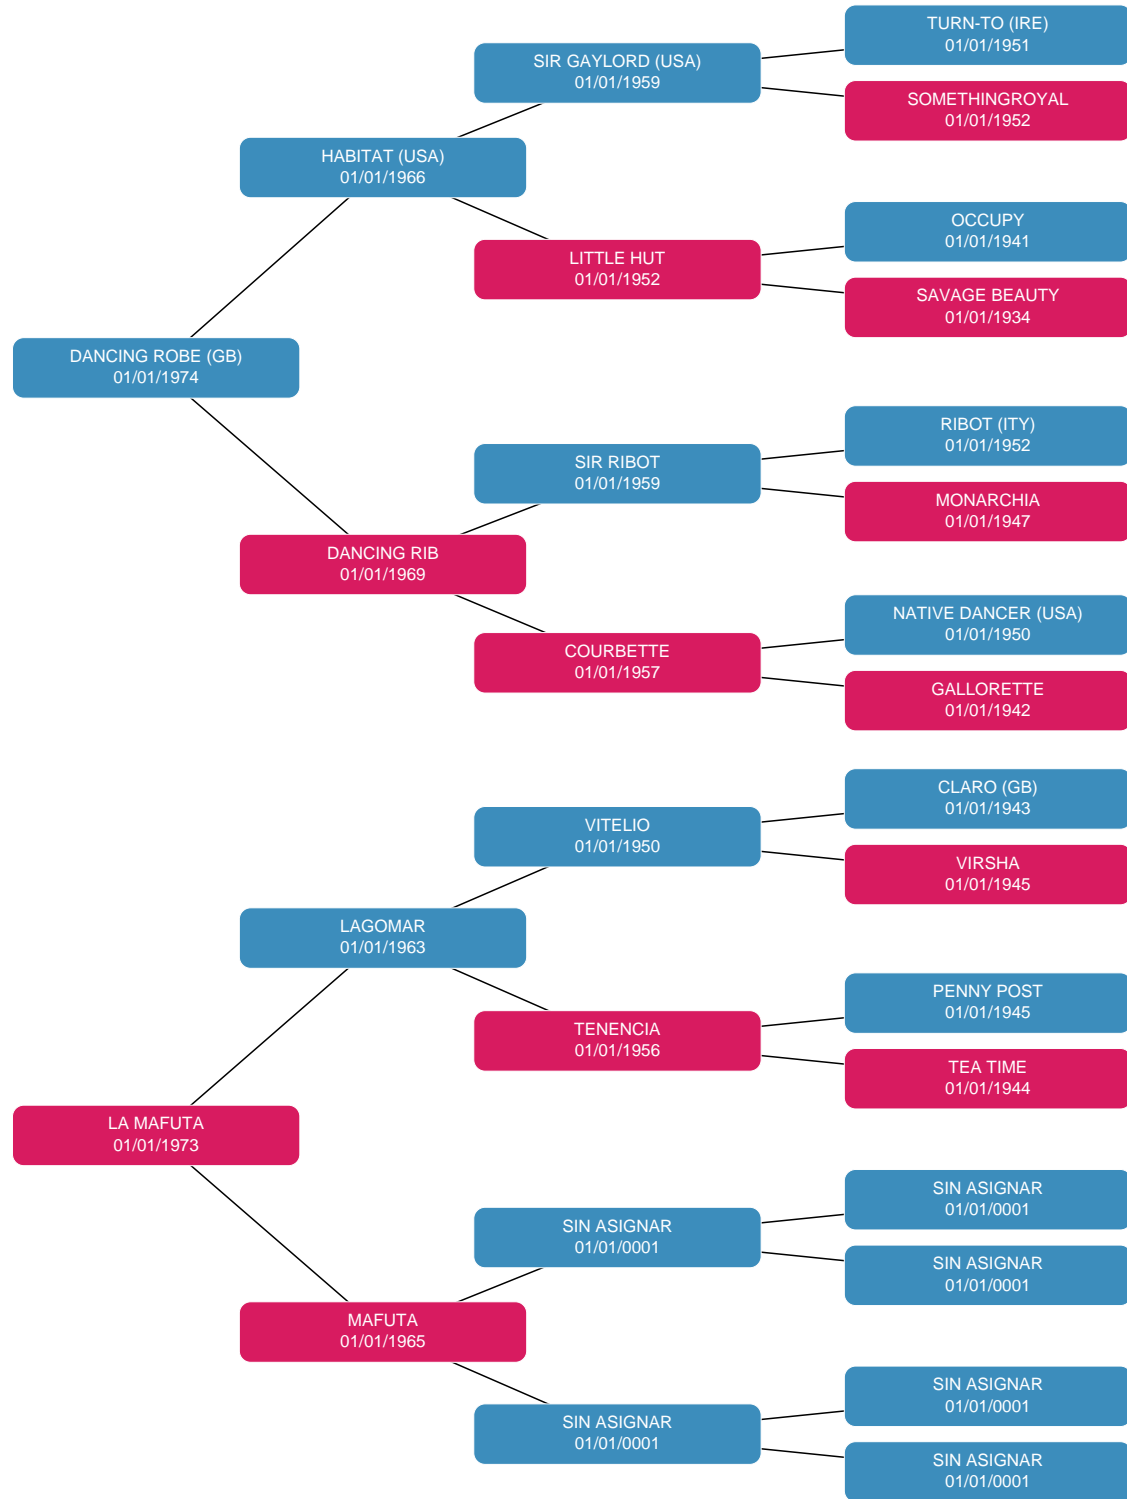 TURN-TO (IRE)
01/01/1951
SIR GAYLORD (USA)
01/01/1959
SOMETHINGROYAL
01/01/1952
HABITAT (USA)
01/01/1966
OCCUPY
01/01/1941
LITTLE HUT
01/01/1952
SAVAGE BEAUTY
01/01/1934
DANCING ROBE (GB)
01/01/1974
RIBOT (ITY)
01/01/1952
SIR RIBOT
01/01/1959
MONARCHIA
01/01/1947
DANCING RIB
01/01/1969
NATIVE DANCER (USA)
01/01/1950
COURBETTE
01/01/1957
GALLORETTE
01/01/1942
CLARO (GB)
01/01/1943
VITELIO
01/01/1950
VIRSHA
01/01/1945
LAGOMAR
01/01/1963
PENNY POST
01/01/1945
TENENCIA
01/01/1956
TEA TIME
01/01/1944
LA MAFUTA
01/01/1973
SIN ASIGNAR
01/01/0001
SIN ASIGNAR
01/01/0001
SIN ASIGNAR
01/01/0001
MAFUTA
01/01/1965
SIN ASIGNAR
01/01/0001
SIN ASIGNAR
01/01/0001
SIN ASIGNAR
01/01/0001